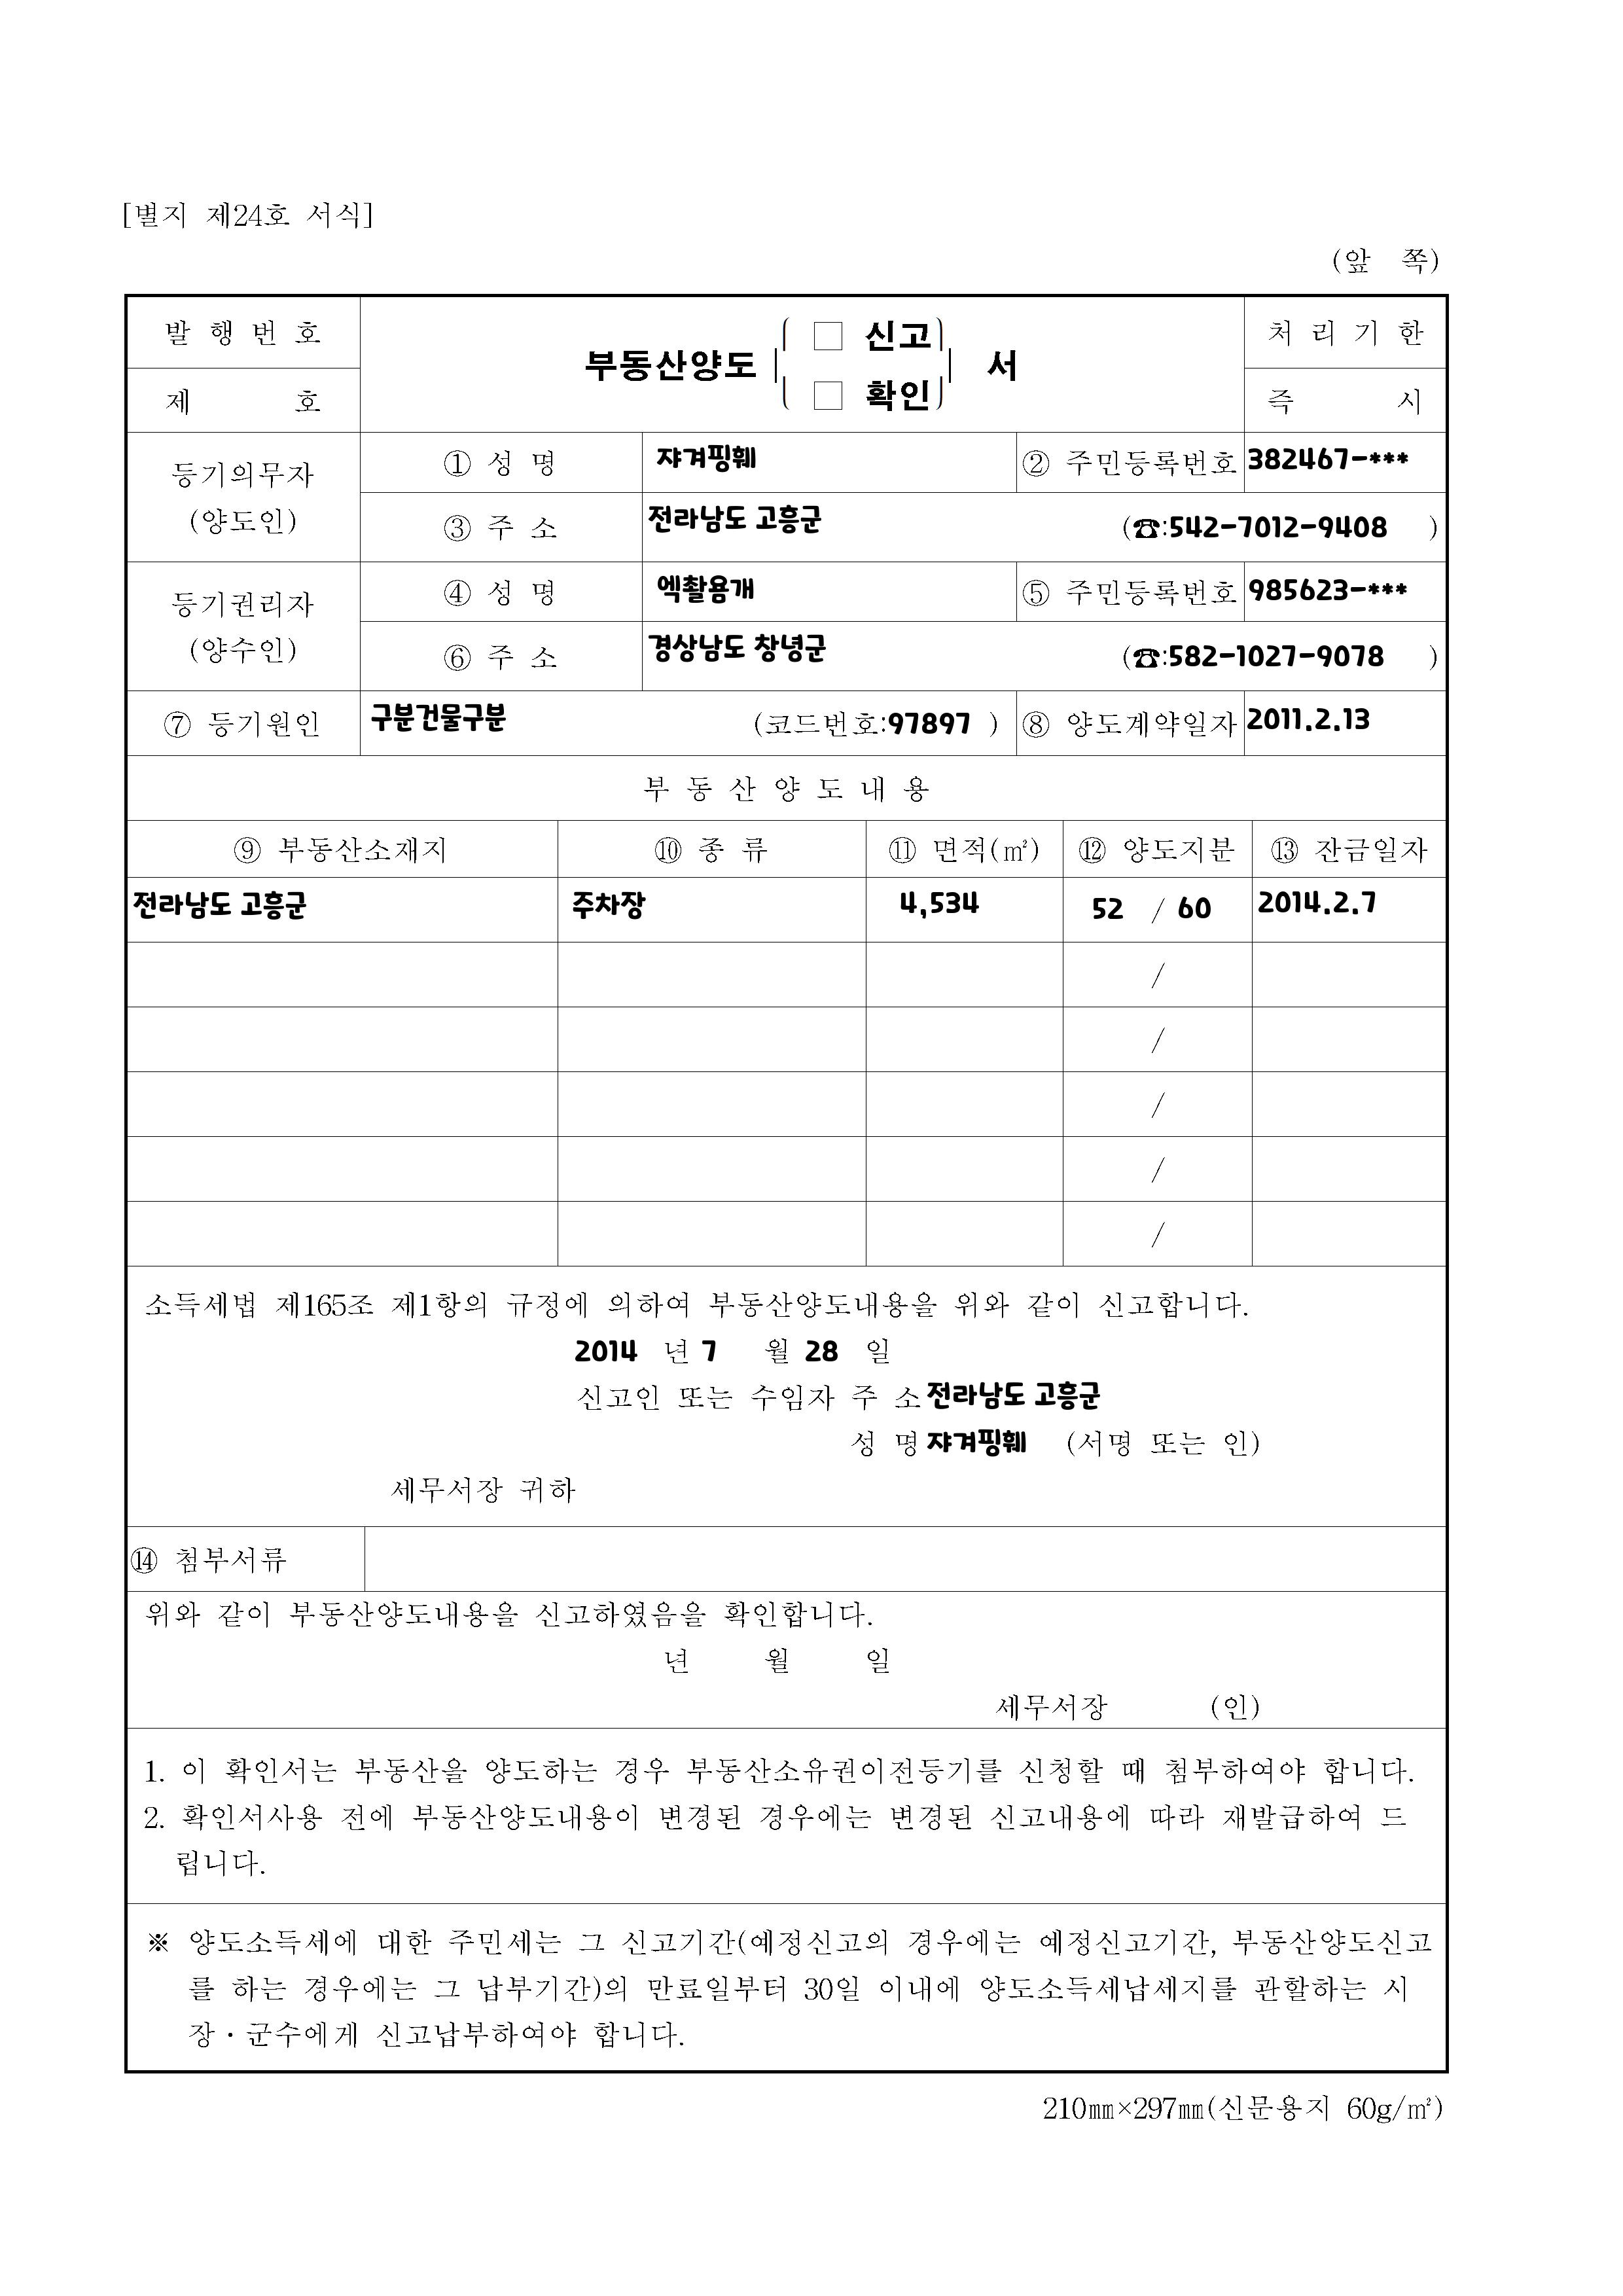 [별지 제24호 서식]
(앞 쪽)
발 행 번 호
제 호
부동산양도 □ 신고 □ 확인 서
처 리 기 한
즉 시
등기의무자 (양도인)
① 성 명 쟈겨핑훼 ② 주민등록번호 382467-***
③ 주 소 전라남도 고흥군 (☎:542-7012-9408 )
등기권리자 (양수인)
④ 성 명 엑촬욤개 ⑤ 주민등록번호 985623-***
⑥ 주 소 경상남도 창녕군 (☎:582-1027-9078 )
⑦ 등기원인 구분건물구분 (코드번호:97897 ) ⑧ 양도계약일자 2011.2.13
부 동 산 양 도 내 용
⑨ 부동산소재지 ⑩ 종 류 ⑪ 면적(㎡) ⑫ 양도지분 ⑬ 잔금일자
전라남도 고흥군 주차장 4,534 52 / 60 2014.2.7
/
/
/
/
/
소득세법 제165조 제1항의 규정에 의하여 부동산양도내용을 위와 같이 신고합니다.
2014 년 7 월 28 일
신고인 또는 수임자 주 소 전라남도 고흥군
성 명 쟈겨핑훼 (서명 또는 인)
세무서장 귀하
⑭ 첨부서류
위와 같이 부동산양도내용을 신고하였음을 확인합니다.
년 월 일
세무서장 (인)
1. 이 확인서는 부동산을 양도하는 경우 부동산소유권이전등기를 신청할 때 첨부하여야 합니다.
2. 확인서사용 전에 부동산양도내용이 변경된 경우에는 변경된 신고내용에 따라 재발급하여 드
립니다.
※ 양도소득세에 대한 주민세는 그 신고기간(예정신고의 경우에는 예정신고기간, 부동산양도신고
를 하는 경우에는 그 납부기간)의 만료일부터 30일 이내에 양도소득세납세지를 관할하는 시
장·군수에게 신고납부하여야 합니다.
210㎜×297㎜(신문용지 60g/㎡)